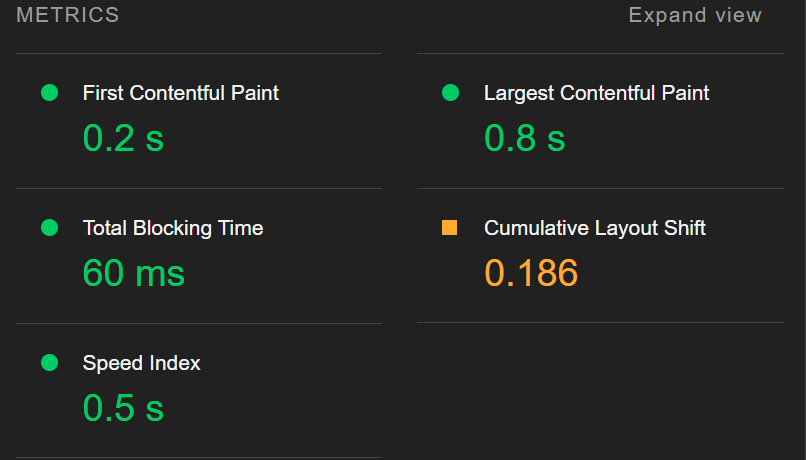 METRICS
Expand view
First Contentful Paint
0.2 s
Largest Contentful Paint
0.8 s
Total Blocking Time
60 ms
Cumulative Layout Shift
0.186
Speed Index
0.5 s